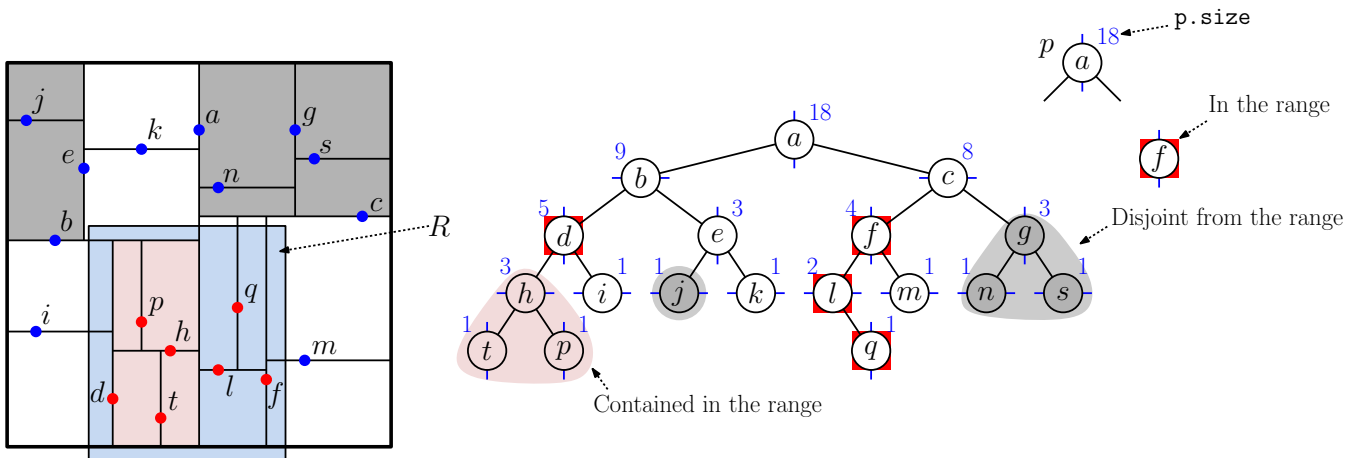 p.size
18
p
a
In the range
f
Disjoint from the range
a
18
9
b
8
c
5
d
3
e
4
f
3
g
3
h
1
i
1
j
1
k
2
l
1
m
1
n
1
s
1
t
1
p
1
q
Contained in the range
R
j
k
a
g
e
s
n
b
c
q
i
p
h
m
d
t
l
f